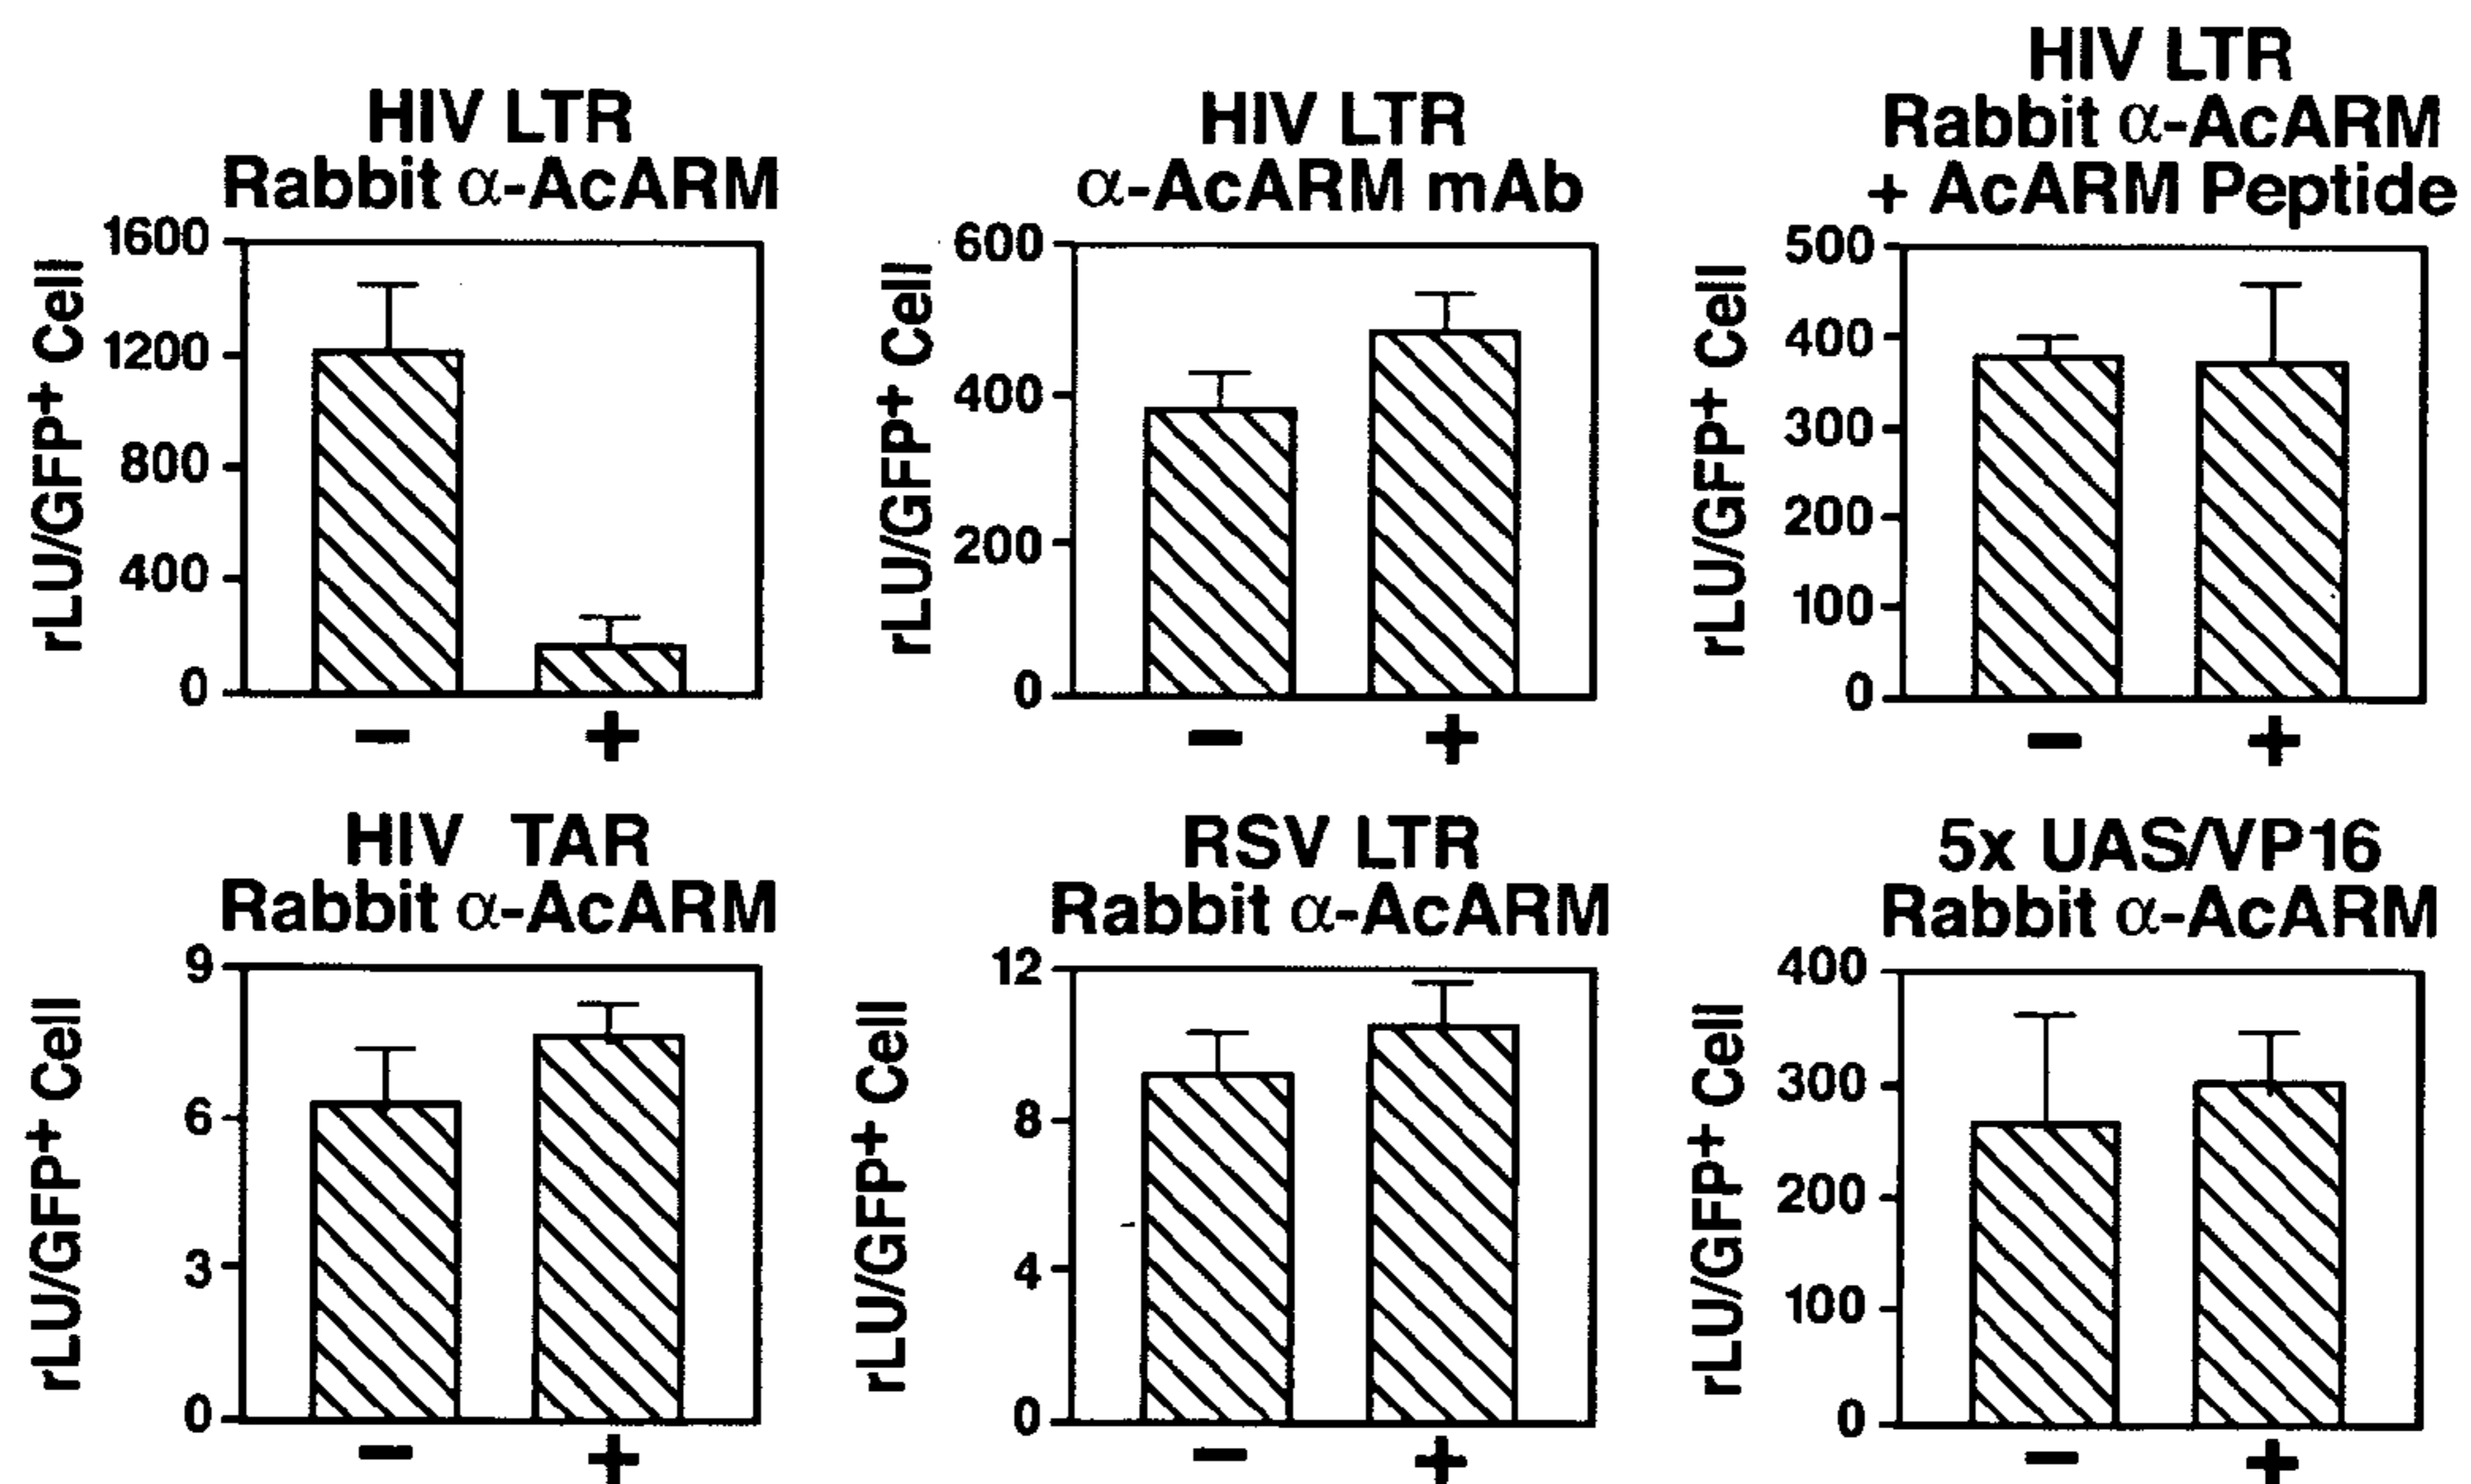 HIV LTR
Rabbit α-AcARM
rLU/GFP+ Cell
1600
1200
800
400
0
−
+
HIV LTR
α-AcARM mAb
rLU/GFP+ Cell
600
400
200
0
−
+
HIV LTR
Rabbit α-AcARM
+ AcARM Peptide
rLU/GFP+ Cell
500
400
300
200
100
0
−
+
HIV TAR
Rabbit α-AcARM
rLU/GFP+ Cell
9
6
3
0
−
+
RSV LTR
Rabbit α-AcARM
rLU/GFP+ Cell
12
8
4
0
−
+
5x UAS/VP16
Rabbit α-AcARM
rLU/GFP+ Cell
400
300
200
100
0
−
+